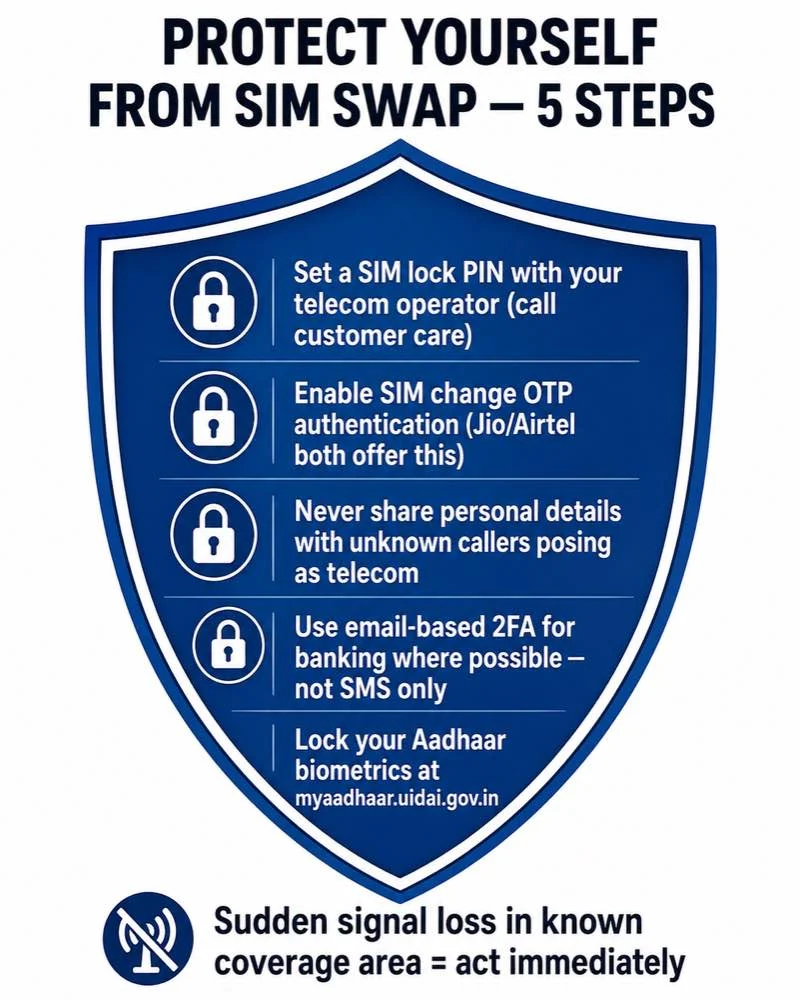 PROTECT YOURSELF
FROM SIM SWAP – 5 STEPS
Set a SIM lock PIN with your
telecom operator (call
customer care)
Enable SIM change OTP
authentication (Jio/Airtel
both offer this)
Never share personal details
with unknown callers posing
as telecom
Use email-based 2FA for
banking where possible –
not SMS only
Lock your Aadhaar
biometrics at
myaadhaar.uidai.gov.in
Sudden signal loss in known
coverage area = act immediately